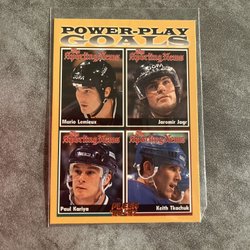 POWER-PLAY
GOALS
The Sporting News
The Sporting News
Mario Lemieux
Jaromir Jagr
The Sporting News
The Sporting News
Paul Kariya
Keith Tkachuk